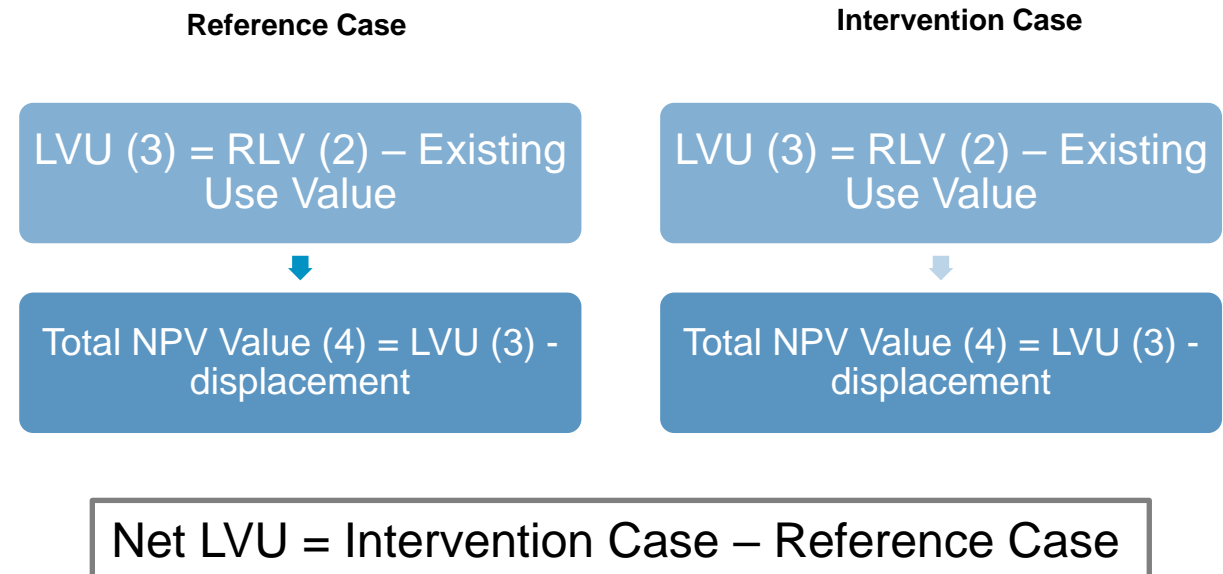 Reference Case
Intervention Case
LVU (3) = RLV (2) – Existing
Use Value
LVU (3) = RLV (2) – Existing
Use Value
Total NPV Value (4) = LVU (3) -
displacement
Total NPV Value (4) = LVU (3) -
displacement
Net LVU = Intervention Case – Reference Case